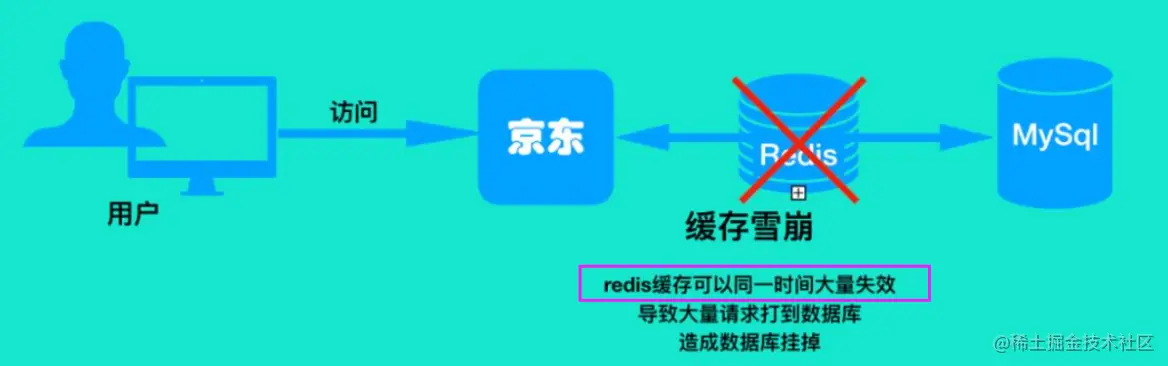 访问
京东
Redis
MySql
用户
缓存雪崩
redis缓存可以同一时间大量失效
导致大量请求打到数据库
造成数据库挂掉
@稀土掘金技术社区